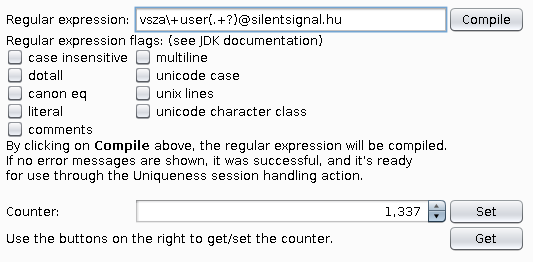 Regular expression: vsza\+user(.+?)@silentsignal.hu Compile
Regular expression flags: (see JDK documentation)
case insensitive multiline
dotall unicode case
canon eq unix lines
literal unicode character class
comments
By clicking on Compile above, the regular expression will be compiled.
If no error messages are shown, it was successful, and it's ready
for use through the Uniqueness session handling action.
Counter: 1,337 Set
Use the buttons on the right to get/set the counter. Get